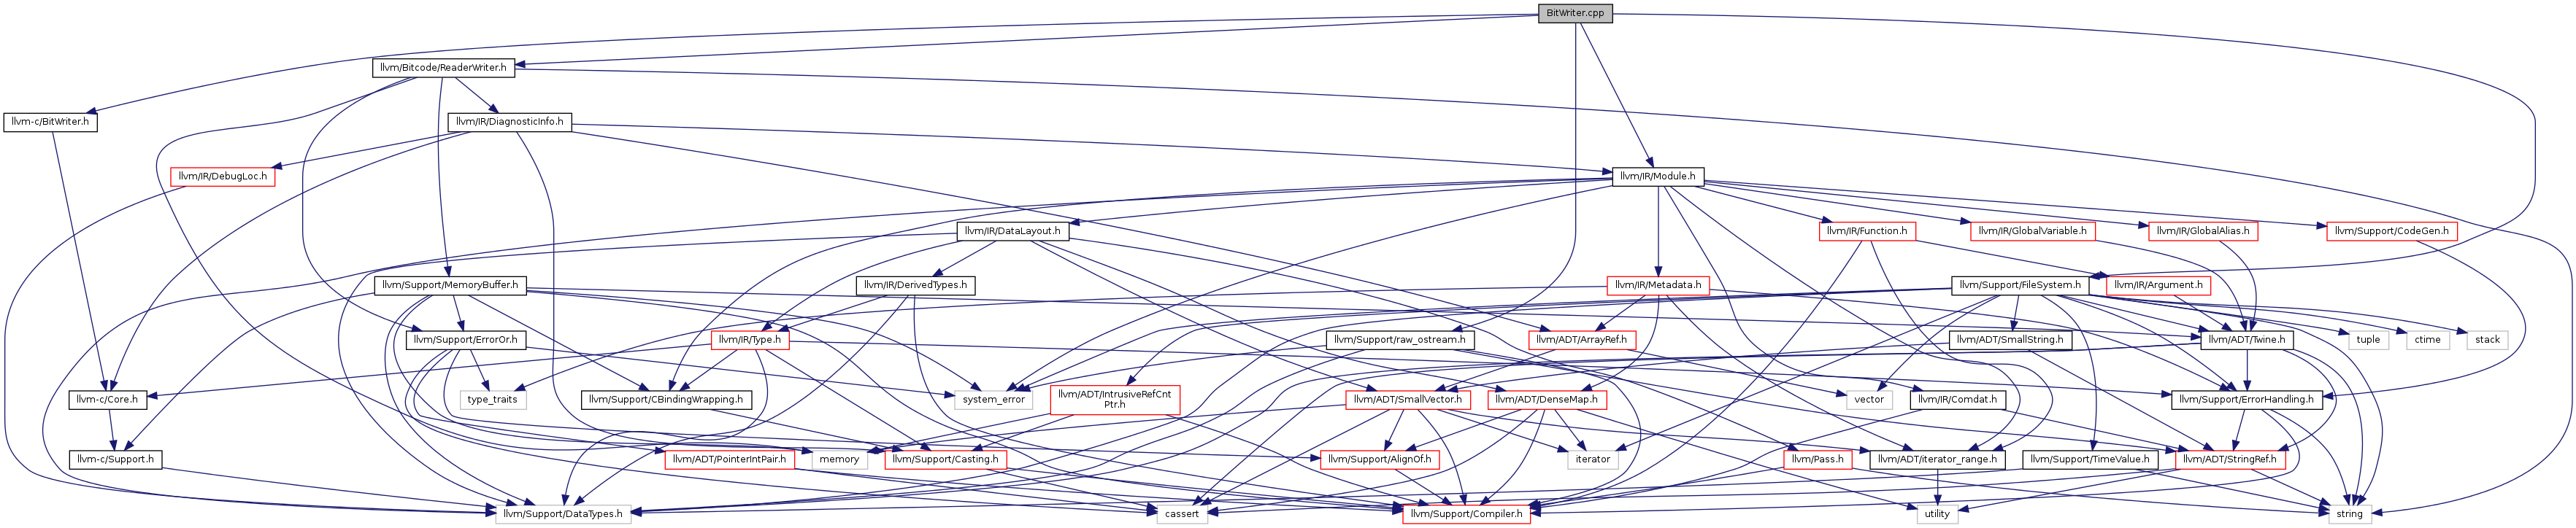 BitWriter.cpp
llvm/Bitcode/ReaderWriter.h
llvm-c/BitWriter.h
llvm/IR/DiagnosticInfo.h
llvm/IR/DebugLoc.h
llvm/IR/Module.h
llvm/IR/DataLayout.h
llvm/IR/Function.h
llvm/IR/GlobalVariable.h
llvm/IR/GlobalAlias.h
llvm/Support/CodeGen.h
llvm/Support/MemoryBuffer.h
llvm/IR/DerivedTypes.h
llvm/IR/Metadata.h
llvm/Support/FileSystem.h
llvm/IR/Argument.h
llvm/Support/ErrorOr.h
llvm/IR/Type.h
llvm/Support/raw_ostream.h
llvm/ADT/ArrayRef.h
llvm/ADT/SmallString.h
llvm/ADT/Twine.h
tuple
ctime
stack
llvm-c/Core.h
type_traits
llvm/Support/CBindingWrapping.h
system_error
llvm/ADT/IntrusiveRefCnt
Ptr.h
llvm/ADT/SmallVector.h
llvm/ADT/DenseMap.h
vector
llvm/IR/Comdat.h
llvm/Support/ErrorHandling.h
llvm-c/Support.h
llvm/ADT/PointerIntPair.h
memory
llvm/Support/Casting.h
llvm/Support/AlignOf.h
iterator
llvm/Pass.h
llvm/ADT/iterator_range.h
llvm/Support/TimeValue.h
llvm/ADT/StringRef.h
llvm/Support/DataTypes.h
cassert
llvm/Support/Compiler.h
utility
string